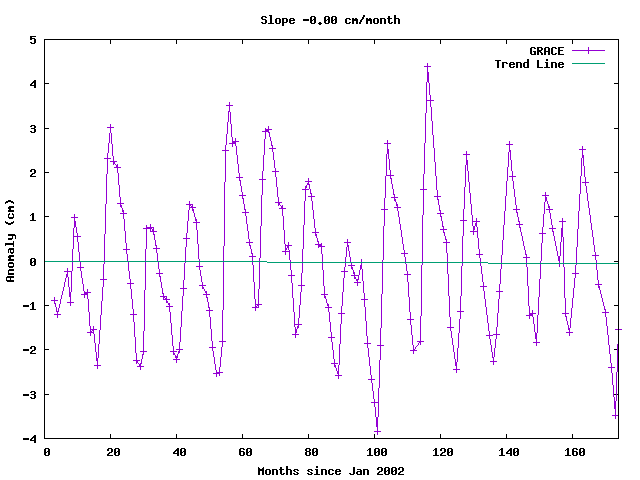 Slope -0.00 cm/month
5
GRACE
Trend Line
4
3
2
1
0
-1
-2
-3
-4
Anomaly (cm)
0 20 40 60 80 100 120 140 160
Months since Jan 2002